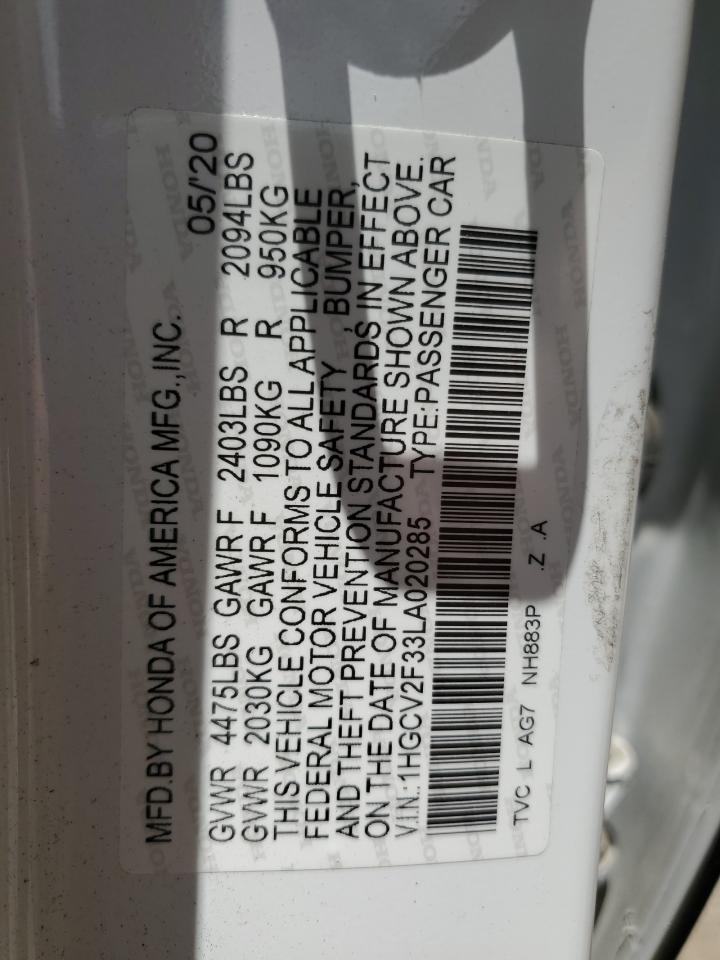 MFD.BY HONDA OF AMERICA MFG.,INC. 05/'20
GVWR 4475LBS GAWR F 2403LBS R 2094LBS
GVWR 2030KG GAWR F 1090KG R 950KG
THIS VEHICLE CONFORMS TO ALL APPLICABLE
FEDERAL MOTOR VEHICLE SAFETY, BUMPER,
AND THEFT PREVENTION STANDARDS IN EFFECT
ON THE DATE OF MANUFACTURE SHOWN ABOVE.
V.I.N.:1HGCV2F33LA020285 TYPE:PASSENGER CAR
TVC L AG7 NH883P .Z .A